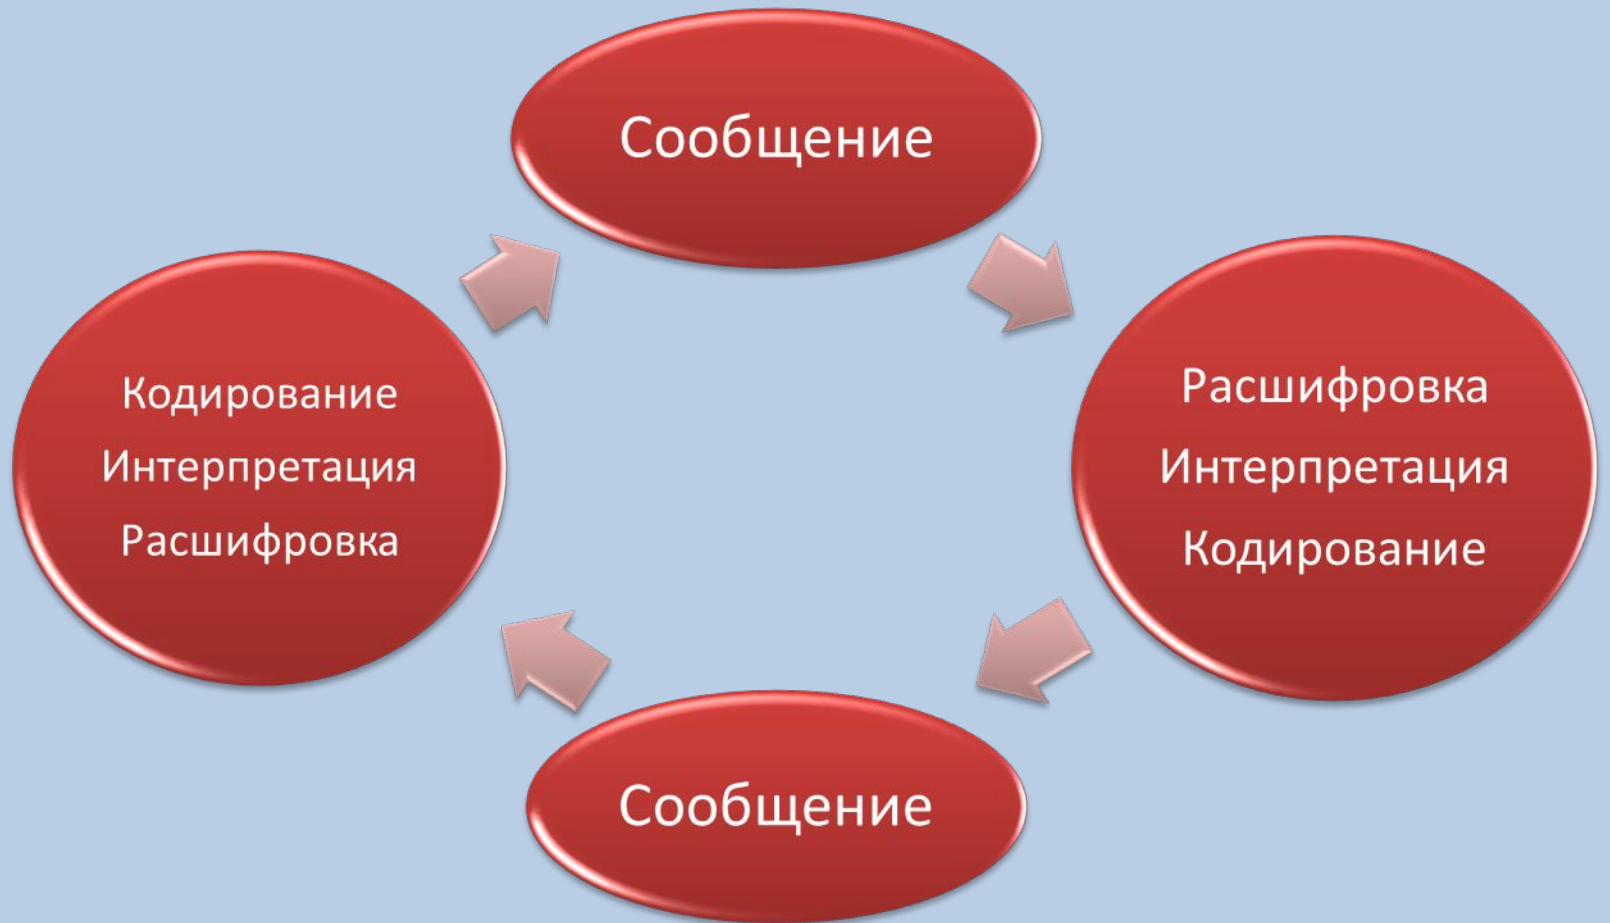 Сообщение
Кодирование
Интерпретация
Расшифровка
Расшифровка
Интерпретация
Кодирование
Сообщение